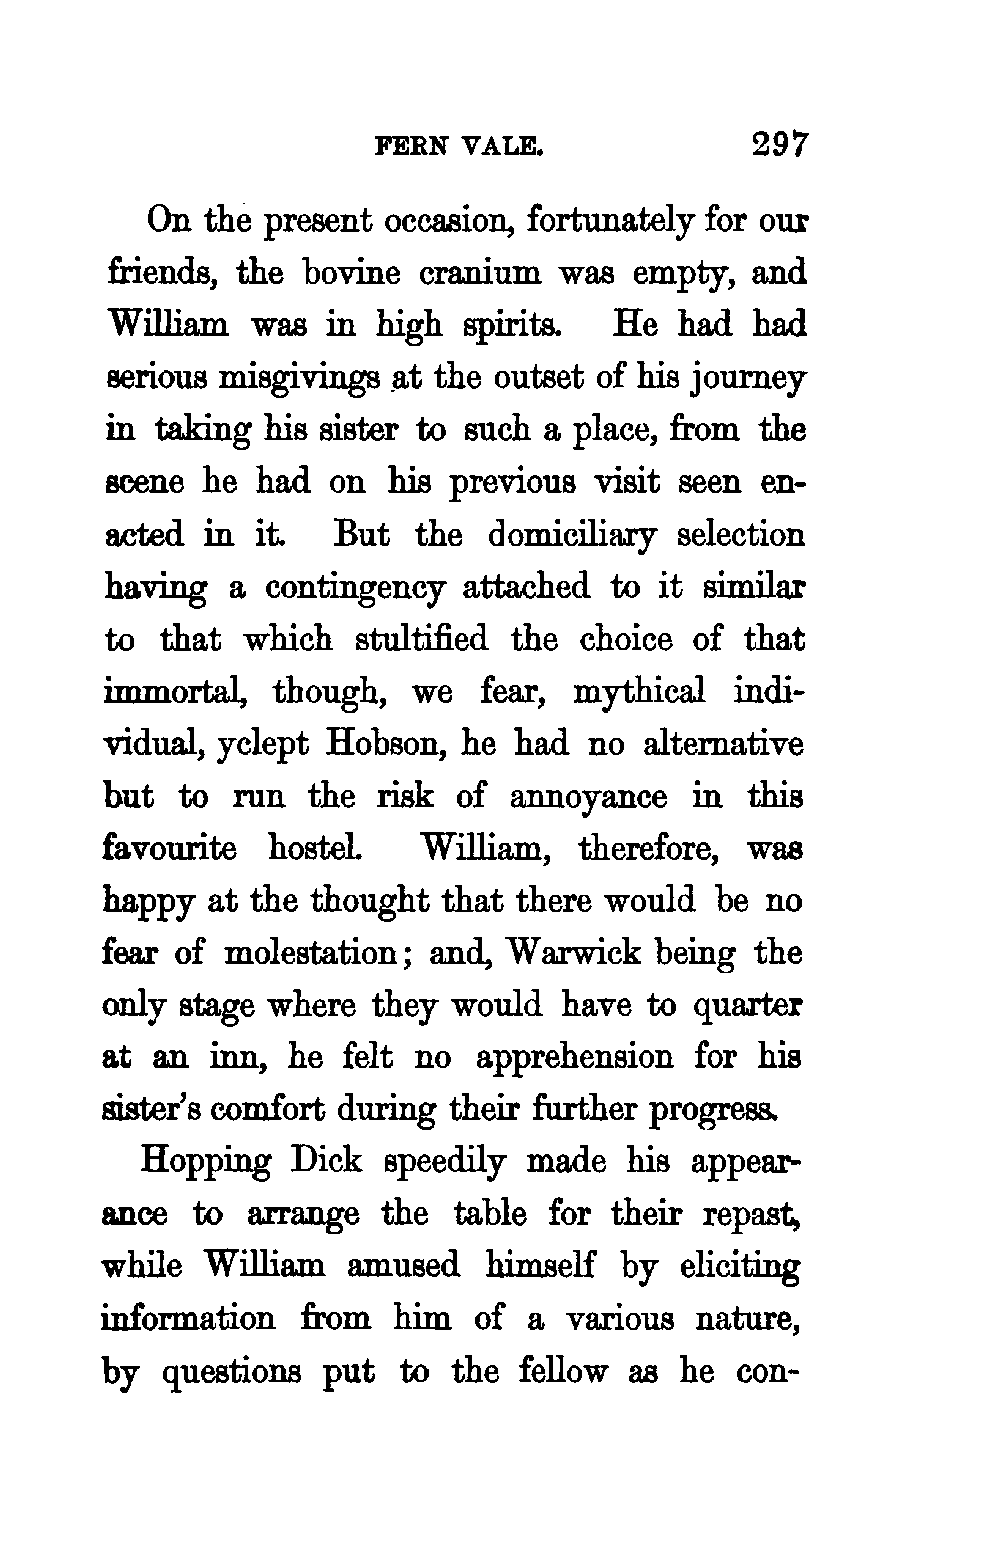 FERN VALE. 297
On the present occasion, fortunately for our
friends, the bovine cranium was empty, and
William was in high spirits. He had had
serious misgivings at the outset of his journey
in taking his sister to such a place, from the
scene he had on his previous visit seen en-
acted in it. But the domiciliary selection
having a contingency attached to it similar
to that which stultified the choice of that
immortal, though, we fear, mythical indi-
vidual, yclept Hobson, he had no alternative
but to run the risk of annoyance in this
favourite hostel. William, therefore, was
happy at the thought that there would be no
fear of molestation; and, Warwick being the
only stage where they would have to quarter
at an inn, he felt no apprehension for his
sister's comfort during their further progress.
Hopping Dick speedily made his appear-
ance to arrange the table for their repast,
while William amused himself by eliciting
information from him of a various nature,
by questions put to the fellow as he con-